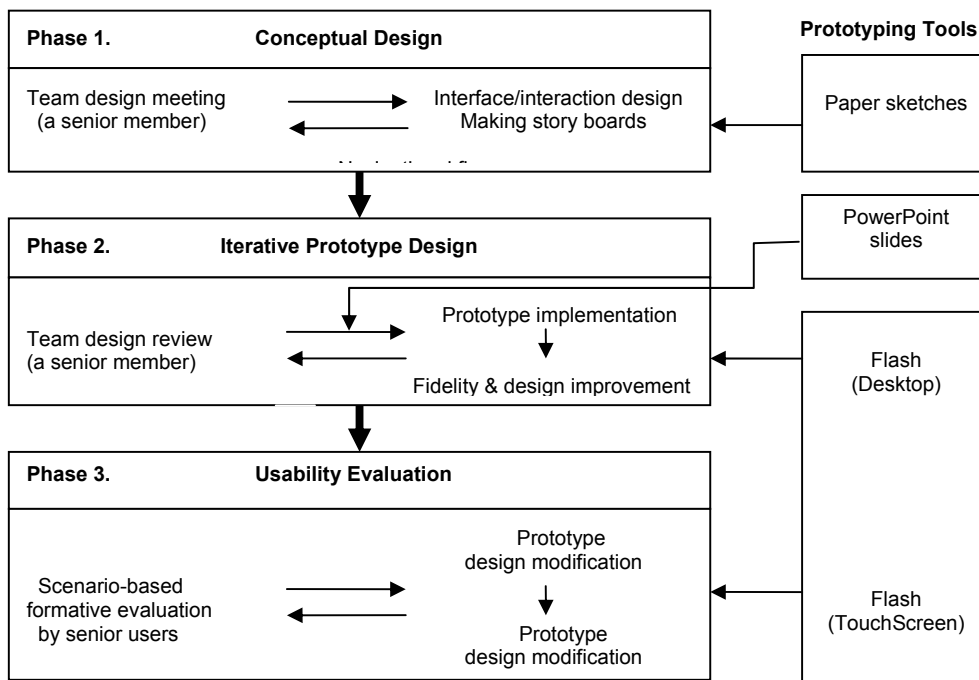 Prototyping Tools
Phase 1. Conceptual Design
Team design meeting
(a senior member)
Interface/interaction design
Making story boards
Paper sketches
Phase 2. Iterative Prototype Design
PowerPoint
slides
Team design review
(a senior member)
Prototype implementation
Fidelity & design improvement
Flash
(Desktop)
Phase 3. Usability Evaluation
Scenario-based
formative evaluation
by senior users
Prototype
design modification
Prototype
design modification
Flash
(TouchScreen)